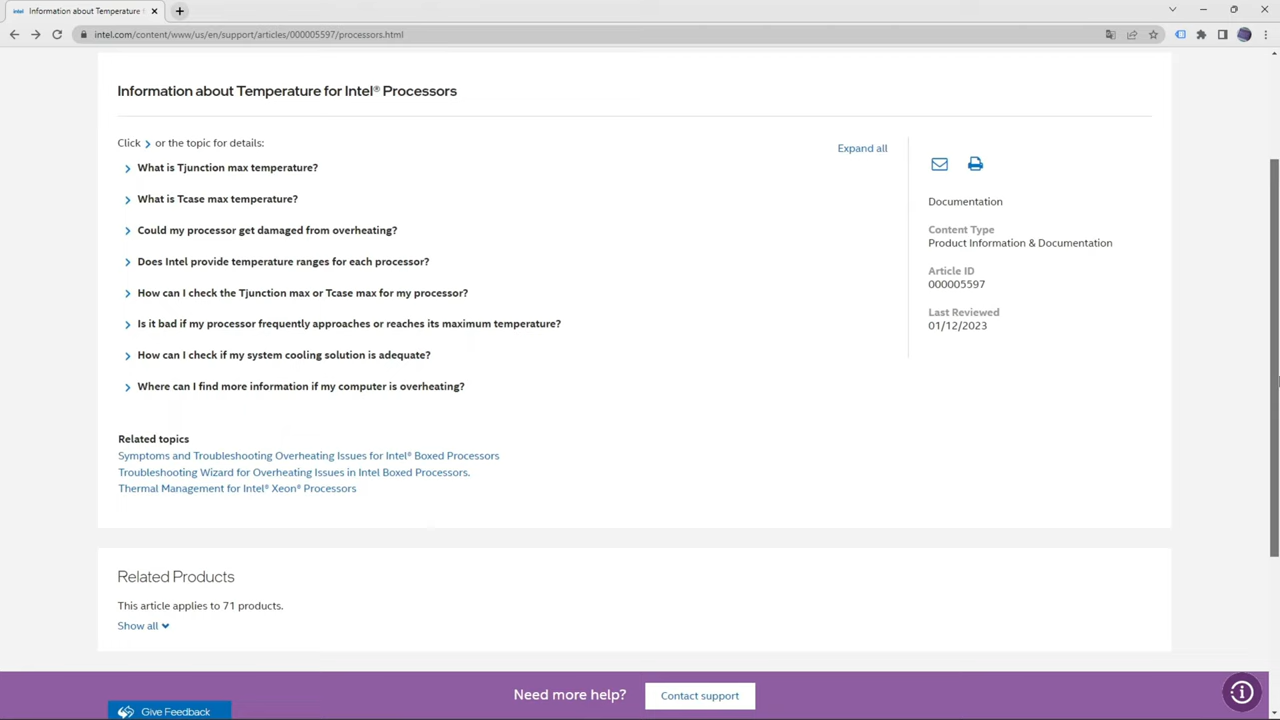 intel Information about Temperature f
intel.com/content/www/us/en/support/articles/000005597/processors.html
Information about Temperature for Intel® Processors
Click > or the topic for details:
Expand all
What is Tjunction max temperature?
What is Tcase max temperature?
Could my processor get damaged from overheating?
Does Intel provide temperature ranges for each processor?
How can I check the Tjunction max or Tcase max for my processor?
Is it bad if my processor frequently approaches or reaches its maximum temperature?
How can I check if my system cooling solution is adequate?
Where can I find more information if my computer is overheating?
Related topics
Symptoms and Troubleshooting Overheating Issues for Intel® Boxed Processors
Troubleshooting Wizard for Overheating Issues in Intel Boxed Processors.
Thermal Management for Intel® Xeon® Processors
Documentation
Content Type
Product Information & Documentation
Article ID
000005597
Last Reviewed
01/12/2023
Related Products
This article applies to 71 products.
Show all
Need more help?
Contact support
Give Feedback